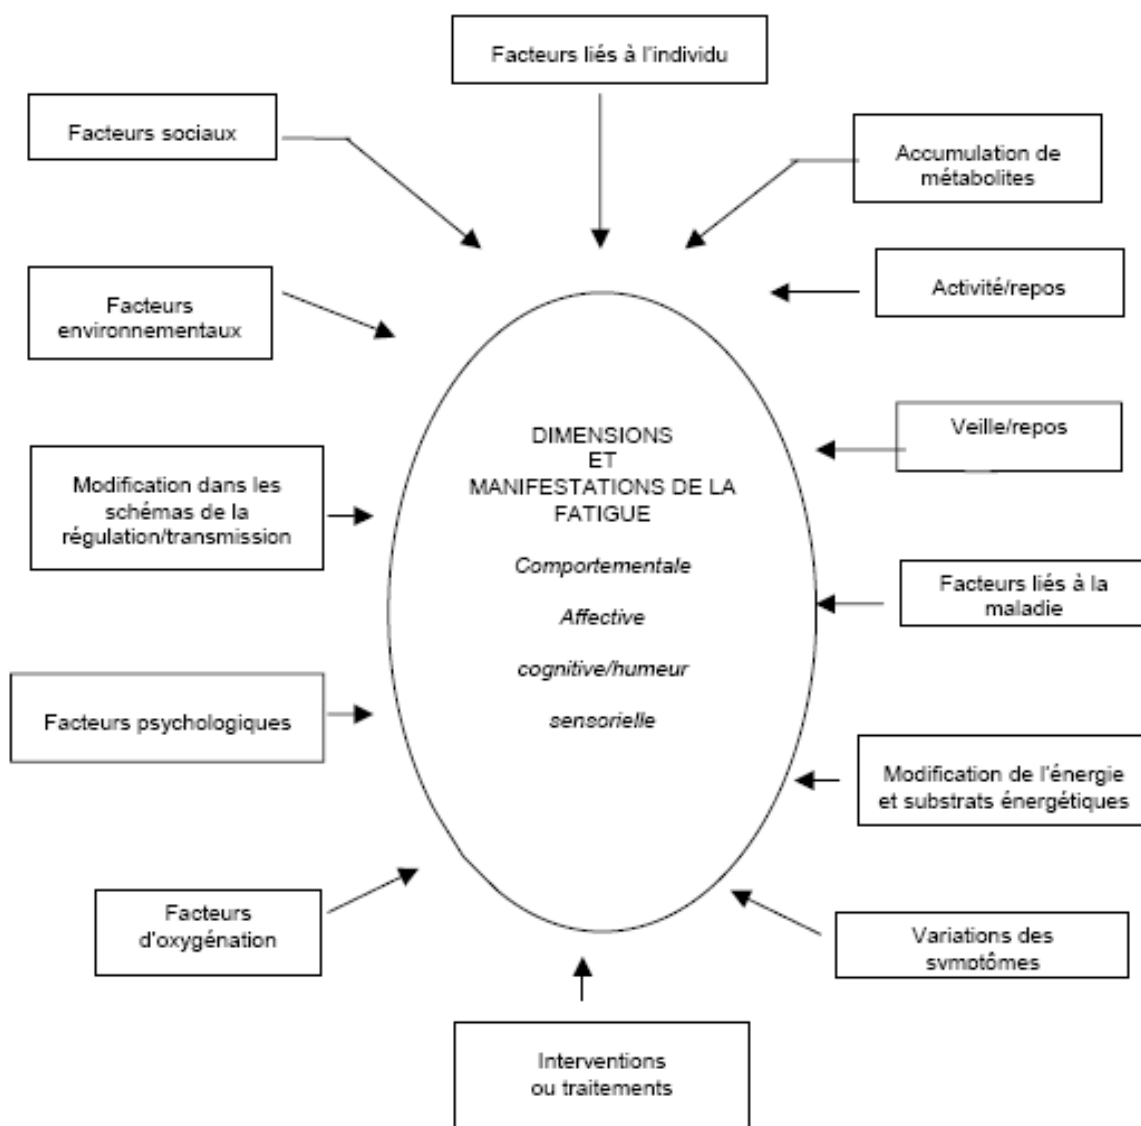 Facteurs liés à l'individu
Facteurs sociaux
Accumulation de
métabolites
Activité/repos
Facteurs
environnementaux
Veille/repos
DIMENSIONS
ET
MANIFESTATIONS DE LA
FATIGUE
Comportementale
Affective
cognitive/humeur
sensorielle
Modification dans les
schémas de la
régulation/transmission
Facteurs liés à la
maladie
Facteurs psychologiques
Modification de l'énergie
et substrats énergétiques
Facteurs
d'oxygénation
Variations des
svmotômes
Interventions
ou traitements